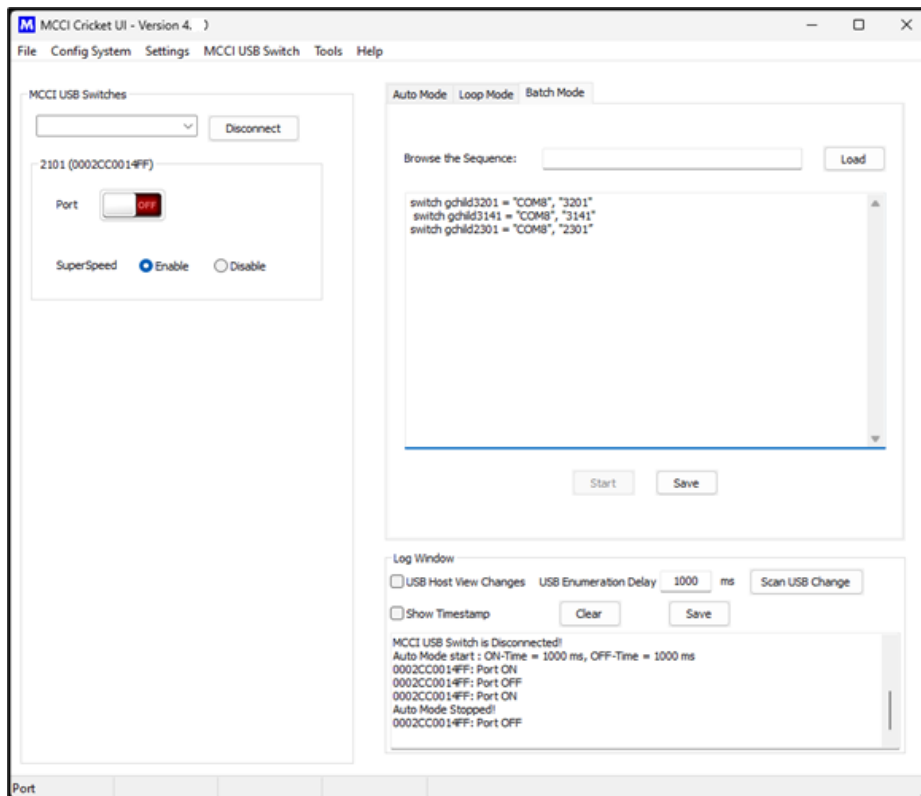 MCCI Cricket UI - Version 4. )
File Config System Settings MCCI USB Switch Tools Help
MCCI USB Switches
Disconnect
2101 (0002CC0014FF)
Port OFF
SuperSpeed Enable Disable
Auto Mode Loop Mode Batch Mode
Browse the Sequence: Load
switch gchild3201 = "COM8", "3201"
switch gchild3141 = "COM8", "3141"
switch gchild2301 = "COM8", "2301"
Start Save
Log Window
USB Host View Changes USB Enumeration Delay 1000 ms Scan USB Change
Show Timestamp Clear Save
MCCI USB Switch is Disconnected!
Auto Mode start : ON-Time = 1000 ms, OFF-Time = 1000 ms
0002CC0014FF: Port ON
0002CC0014FF: Port OFF
0002CC0014FF: Port ON
Auto Mode Stopped!
0002CC0014FF: Port OFF
Port